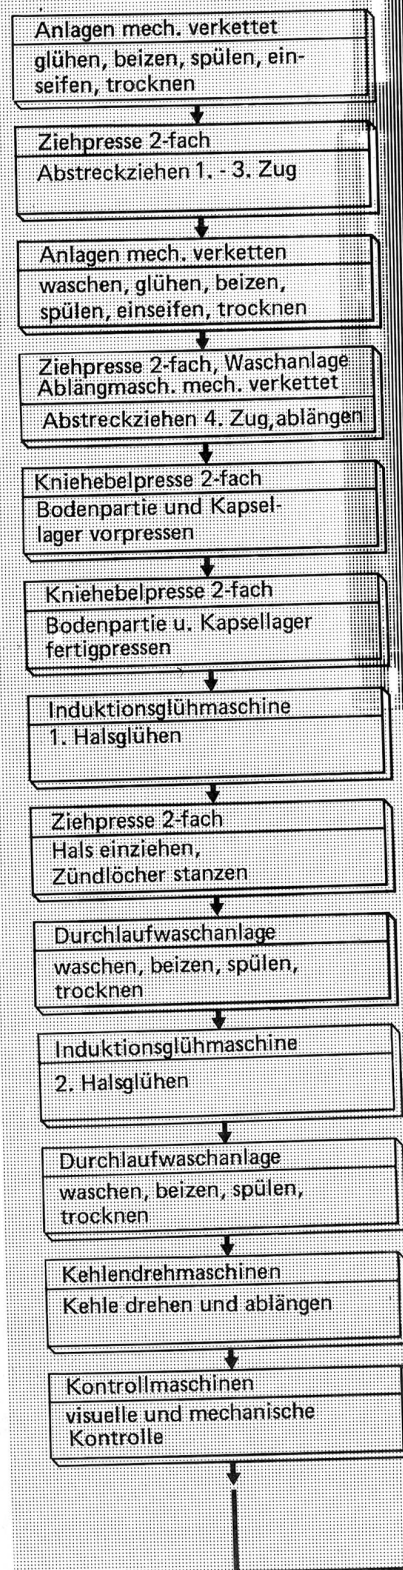 Anlagen mech. verkettet
glühen, beizen, spülen, ein-
seifen, trocknen
Ziehpresse 2-fach
Abstreckziehen 1. - 3. Zug
Anlagen mech. verketten
waschen, glühen, beizen,
spülen, einseifen, trocknen
Ziehpresse 2-fach, Waschanlage
Ablängmasch. mech. verkettet
Abstreckziehen 4. Zug, ablängen
Kniehebelpresse 2-fach
Bodenpartie und Kapsel-
lager vorpressen
Kniehebelpresse 2-fach
Bodenpartie u. Kapsellager
fertigpressen
Induktionsglühmaschine
1. Halsglühen
Ziehpresse 2-fach
Hals einziehen,
Zündlöcher stanzen
Durchlaufwaschanlage
waschen, beizen, spülen,
trocknen
Induktionsglühmaschine
2. Halsglühen
Durchlaufwaschanlage
waschen, beizen, spülen,
trocknen
Kehlendrehmaschinen
Kehle drehen und ablängen
Kontrollmaschinen
visuelle und mechanische
Kontrolle